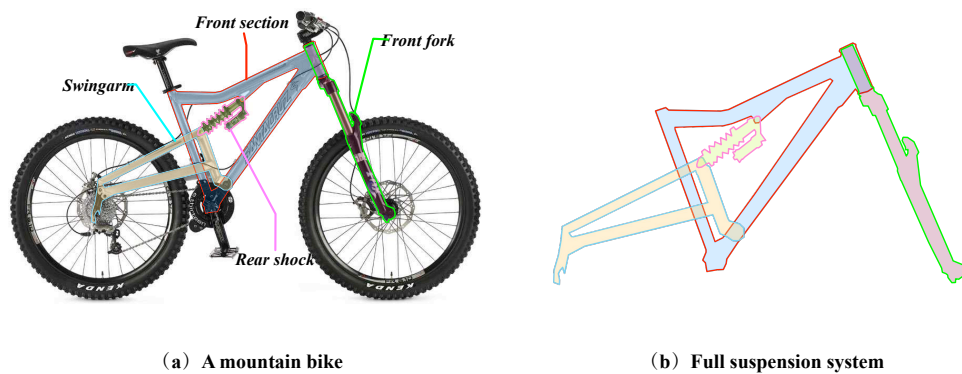 Front section
Front fork
Swingarm
Rear shock
KENDA
KENDA
(a) A mountain bike
(b) Full suspension system